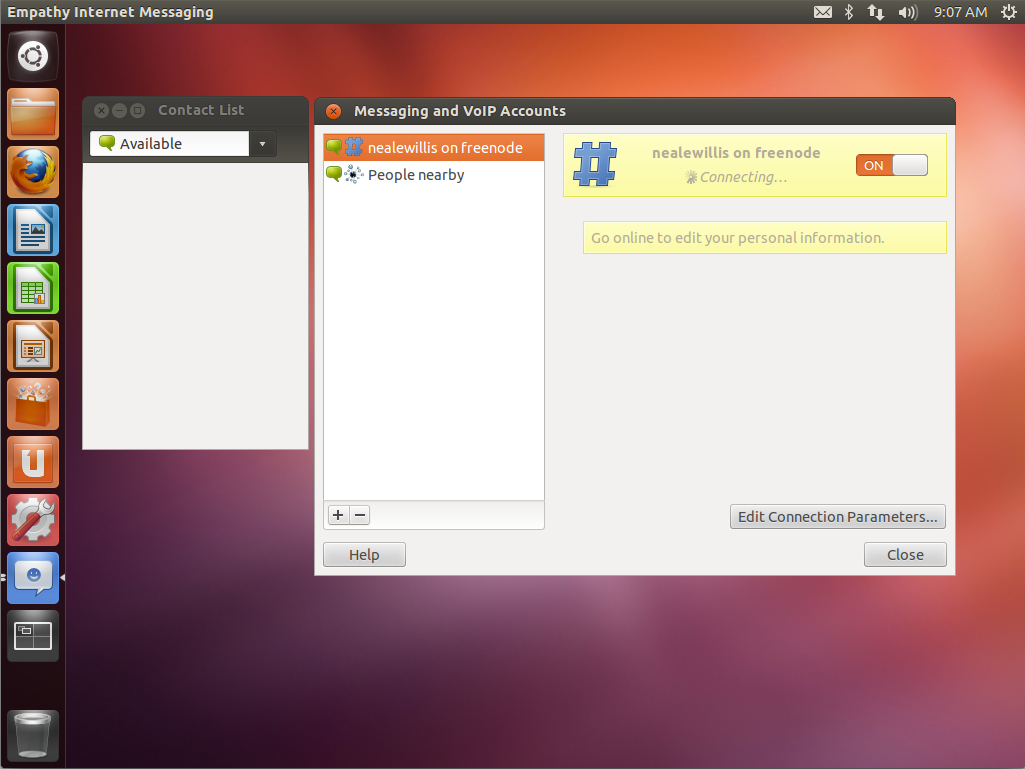 Empathy Internet Messaging
9:07 AM
Contact List
Available
Messaging and VoIP Accounts
nealewillis on freenode
People nearby
nealewillis on freenode
Connecting…
ON
Go online to edit your personal information.
Edit Connection Parameters...
Help
Close